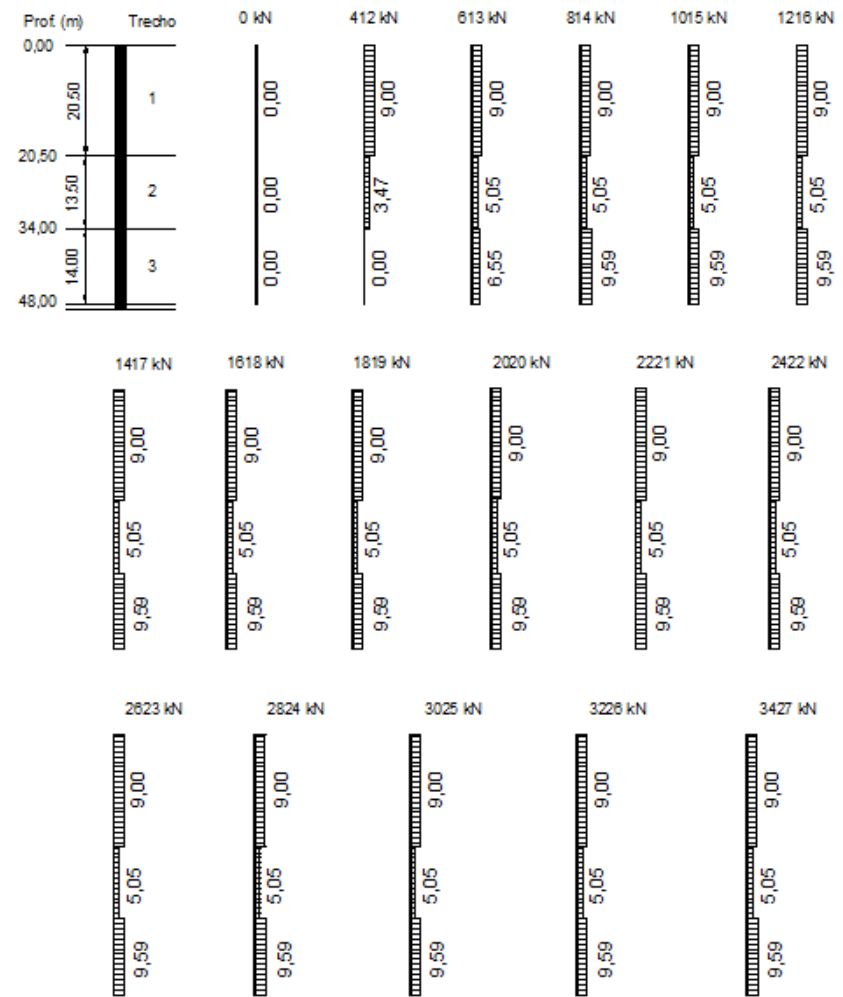 Prof. (m) Trecho 0 kN 412 kN 613 kN 814 kN 1015 kN 1216 kN
0,00
20.50 1 0,00 9,00 9,00 9,00 9,00 9,00
20,50
13.50 2 0,00 3,47 5,05 5,05 5,05 5,05
34,00
14.00 3 0,00 0,00 6,55 9,59 9,59 9,59
48,00
1417 kN 1618 kN 1819 kN 2020 kN 2221 kN 2422 kN
9,00 9,00 9,00 9,00 9,00 9,00
5,05 5,05 5,05 5,05 5,05 5,05
9,59 9,59 9,59 9,59 9,59 9,59
2623 kN 2824 kN 3025 kN 3226 kN 3427 kN
9,00 9,00 9,00 9,00 9,00
5,05 5,05 5,05 5,05 5,05
9,59 9,59 9,59 9,59 9,59